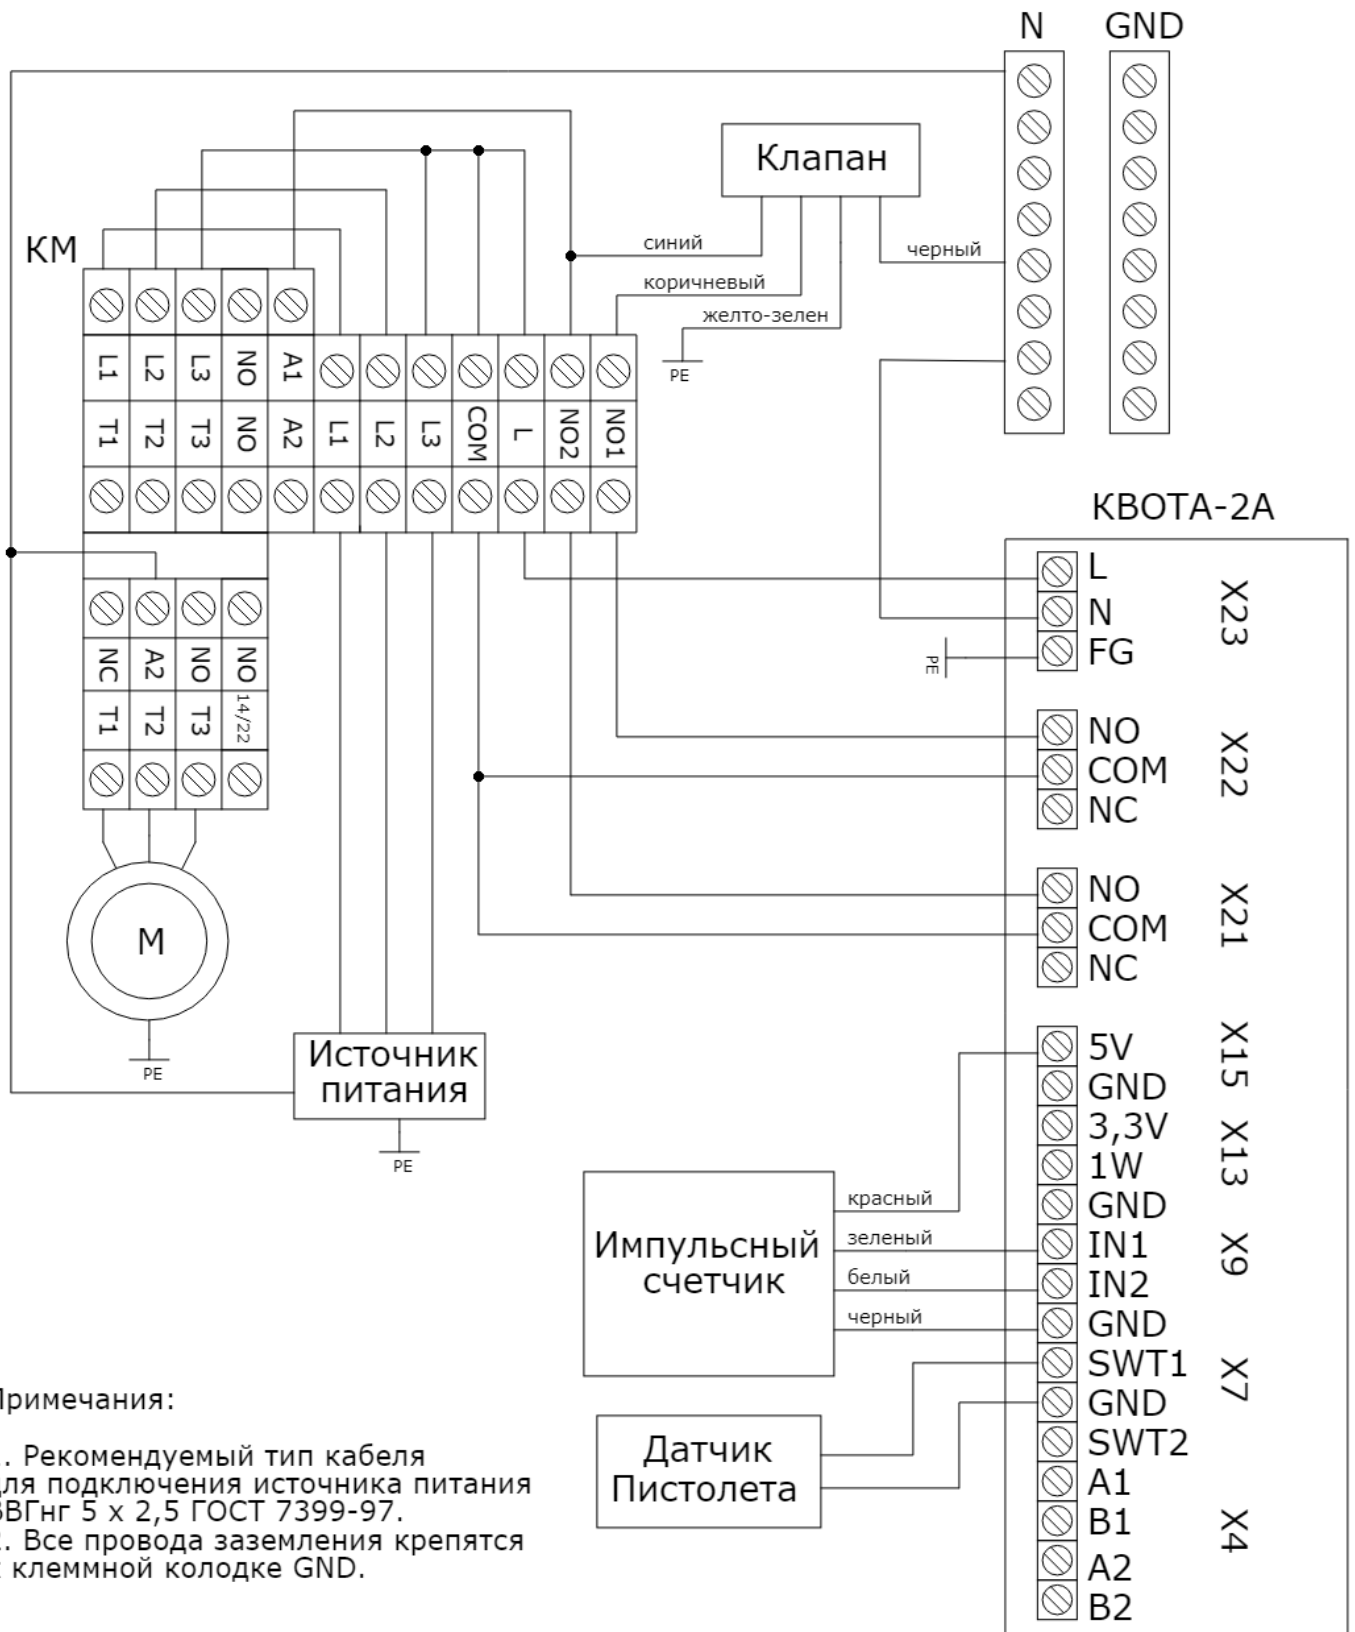 N GND
Клапан
синий
коричневый
желто-зелен
черный
PE
КМ
L1 L2 L3 NO A1
T1 T2 T3 NO A2 L1 L2 L3 COM L NO2 NO1
NC A2 NO NO
T1 T2 T3 14/22
М
PE
Источник
питания
PE
КВОТА-2А
L
N
FG
X23
PE
NO
COM
NC
X22
NO
COM
NC
X21
5V
GND
X15
3,3V
1W
GND
X13
IN1
IN2
GND
X9
SWT1
GND
SWT2
X7
A1
B1
A2
B2
X4
Импульсный
счетчик
красный
зеленый
белый
черный
Датчик
Пистолета
Примечания:
. Рекомендуемый тип кабеля
для подключения источника питания
ВВГнг 5 х 2,5 ГОСТ 7399-97.
. Все провода заземления крепятся
клеммной колодке GND.